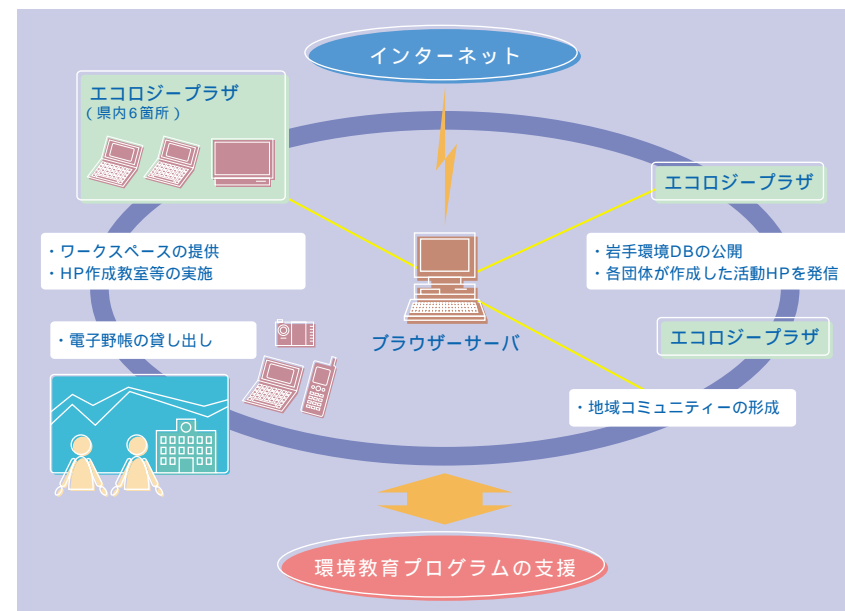 インターネット
エコロジープラザ
(県内6箇所)
エコロジープラザ
・ワークスペースの提供
・HP作成教室等の実施
・岩手環境DBの公開
・各団体が作成した活動HPを発信
・電子野帳の貸し出し
ブラウザーサーバ
エコロジープラザ
・地域コミュニティーの形成
環境教育プログラムの支援